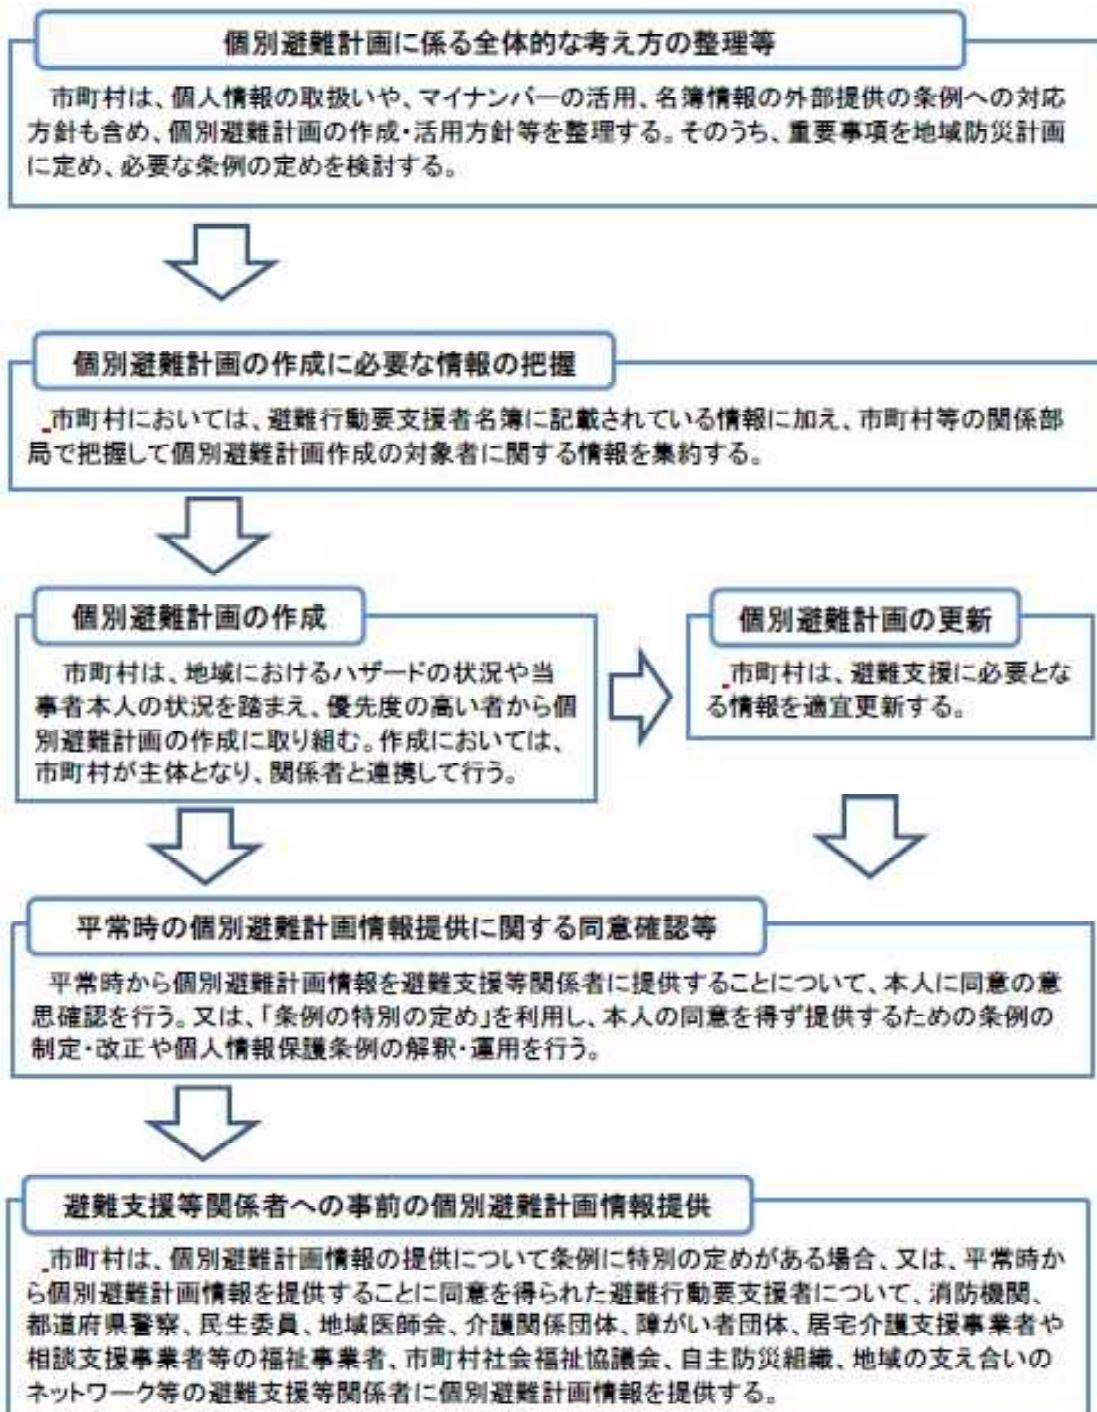 個別避難計画に係る全体的な考え方の整理等
市町村は、個人情報の取扱いや、マイナンバーの活用、名簿情報の外部提供の条例への対応
方針も含め、個別避難計画の作成・活用方針等を整理する。そのうち、重要事項を地域防災計画
に定め、必要な条例の定めを検討する。
個別避難計画の作成に必要な情報の把握
市町村においては、避難行動要支援者名簿に記載されている情報に加え、市町村等の関係部
局で把握して個別避難計画作成の対象者に関する情報を集約する。
個別避難計画の作成
市町村は、地域におけるハザードの状況や当
事者本人の状況を踏まえ、優先度の高い者から個
別避難計画の作成に取り組む。作成においては、
市町村が主体となり、関係者と連携して行う。
個別避難計画の更新
市町村は、避難支援に必要とな
る情報を適宜更新する。
平常時の個別避難計画情報提供に関する同意確認等
平常時から個別避難計画情報を避難支援等関係者に提供することについて、本人に同意の意
思確認を行う。又は、「条例の特別の定め」を利用し、本人の同意を得ず提供するための条例の
制定・改正や個人情報保護条例の解釈・運用を行う。
避難支援等関係者への事前の個別避難計画情報提供
市町村は、個別避難計画情報の提供について条例に特別の定めがある場合、又は、平常時か
ら個別避難計画情報を提供することに同意を得られた避難行動要支援者について、消防機関、
都道府県警察、民生委員、地域医師会、介護関係団体、障がい者団体、居宅介護支援事業者や
相談支援事業者等の福祉事業者、市町村社会福祉協議会、自主防災組織、地域の支え合いの
ネットワーク等の避難支援等関係者に個別避難計画情報を提供する。